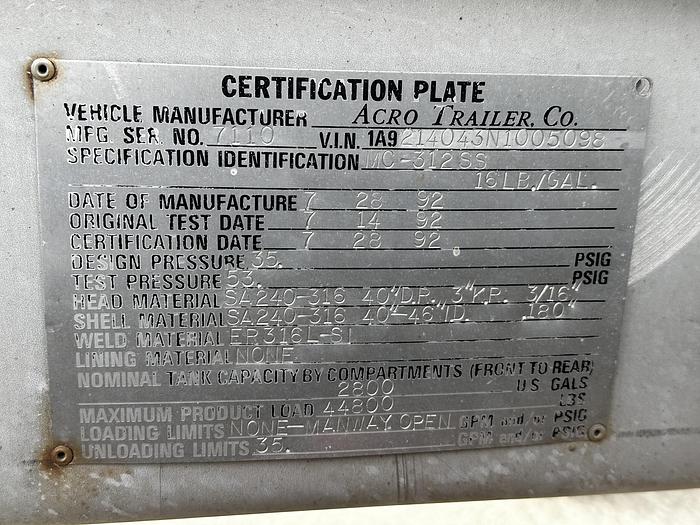 CERTIFICATION PLATE
VEHICLE MANUFACTURER ACRO TRAILER, CO.
MFG. SER. NO. 7110 V.I.N. 1A9214043N1005098
SPECIFICATION IDENTIFICATION MC-312SS
16LB./GAL.
DATE OF MANUFACTURE 7 28 92
ORIGINAL TEST DATE 7 14 92
CERTIFICATION DATE 7 28 92
DESIGN PRESSURE 35. PSIG
TEST PRESSURE 53. PSIG
HEAD MATERIAL SA240-316 40"D.R. 3"K.R. 3/16"
SHELL MATERIAL SA240-316 40"-46"ID. .180"
WELD MATERIAL ER316L-SI
LINING MATERIAL NONE
NOMINAL TANK CAPACITY BY COMPARTMENTS (FRONT TO REAR)
2800 U S GALS
MAXIMUM PRODUCT LOAD 44800 LBS
LOADING LIMITS NONE-MANWAY OPEN GPM and/or PSIG
UNLOADING LIMITS 35. GPM and/or PSIG